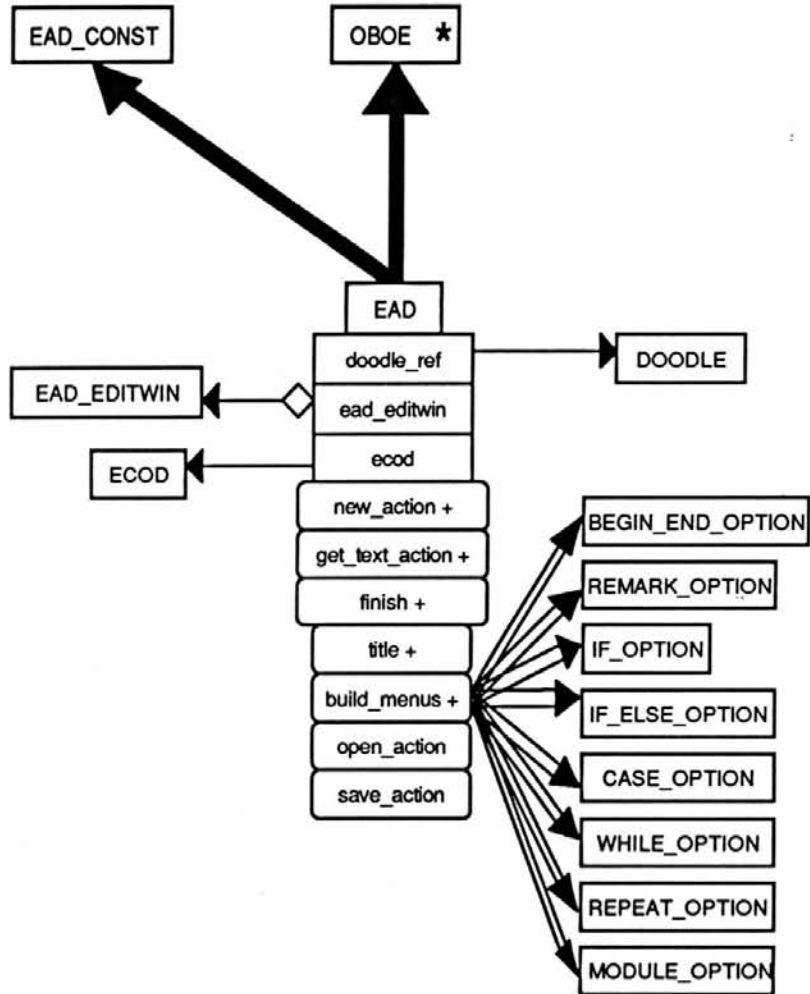 EAD_CONST
OBOE *
EAD
doodle_ref
DOODLE
EAD_EDITWIN
ead_editwin
ECOD
ecod
new_action +
BEGIN_END_OPTION
get_text_action +
REMARK_OPTION
finish +
title +
IF_OPTION
build_menus +
IF_ELSE_OPTION
open_action
CASE_OPTION
save_action
WHILE_OPTION
REPEAT_OPTION
MODULE_OPTION